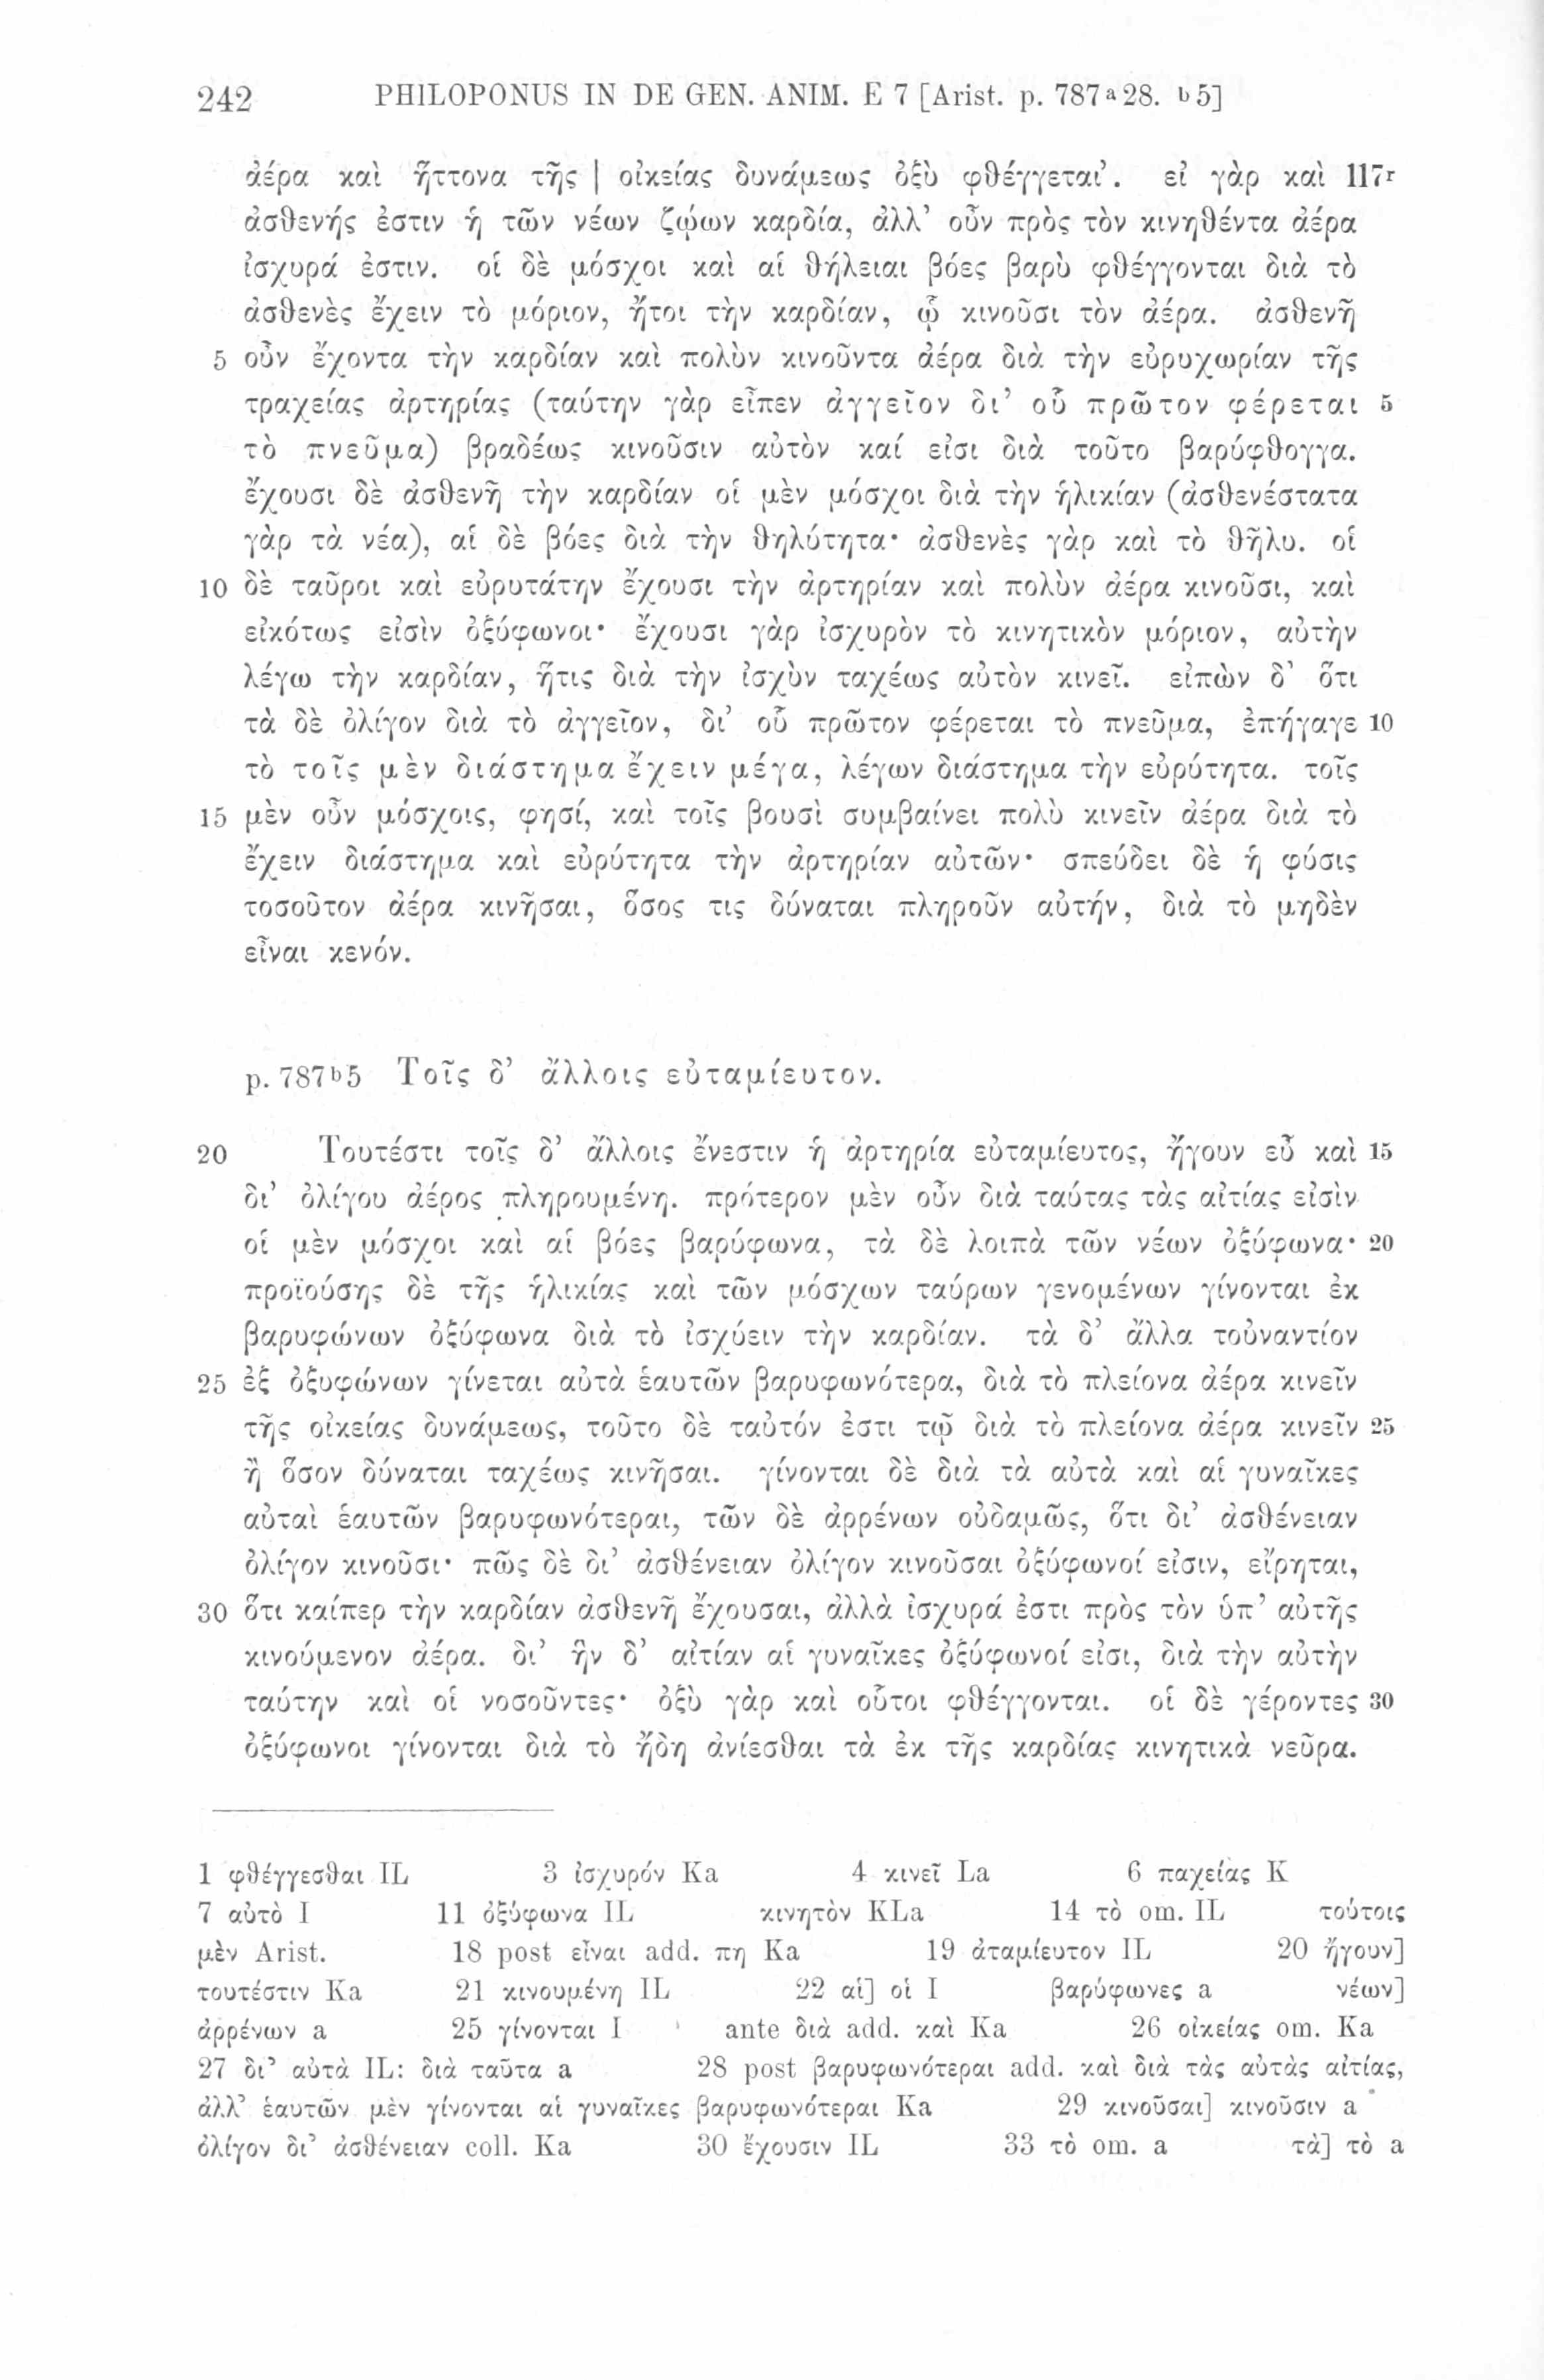 242 PHILOPONUS IN DE GEN. ANIM. E 7 [Arist. p. 787ᵃ28. ᵇ5]
ἀέρα καὶ ἥττονα τῆς | οἰκείας δυνάμεως ὀξὺ φθέγγεται’. εἰ γὰρ καὶ 117ʳ
ἀσθενής ἐστιν ἡ τῶν νέων ζῴων καρδία, ἀλλ’ οὖν πρὸς τὸν κινηθέντα ἀέρα
ἰσχυρά ἐστιν. οἱ δὲ μόσχοι καὶ αἱ θήλειαι βόες βαρὺ φθέγγονται διὰ τὸ
ἀσθενὲς ἔχειν τὸ μόριον, ἤτοι τὴν καρδίαν, ᾧ κινοῦσι τὸν ἀέρα. ἀσθενῆ
5 οὖν ἔχοντα τὴν καρδίαν καὶ πολὺν κινοῦντα ἀέρα διὰ τὴν εὐρυχωρίαν τῆς
τραχείας ἀρτηρίας (ταύτην γὰρ εἶπεν ἀγγεῖον δι’ οὗ πρῶτον φέρεται 5
τὸ πνεῦμα) βραδέως κινοῦσιν αὐτὸν καί εἰσι διὰ τοῦτο βαρύφθογγα.
ἔχουσι δὲ ἀσθενῆ τὴν καρδίαν οἱ μὲν μόσχοι διὰ τὴν ἡλικίαν (ἀσθενέστατα
γὰρ τὰ νέα), αἱ δὲ βόες διὰ τὴν θηλύτητα· ἀσθενὲς γὰρ καὶ τὸ θῆλυ. οἱ
10 δὲ ταῦροι καὶ εὐρυτάτην ἔχουσι τὴν ἀρτηρίαν καὶ πολὺν ἀέρα κινοῦσι, καὶ
εἰκότως εἰσὶν ὀξύφωνοι· ἔχουσι γὰρ ἰσχυρὸν τὸ κινητικὸν μόριον, αὐτὴν
λέγω τὴν καρδίαν, ἥτις διὰ τὴν ἰσχὺν ταχέως αὐτὸν κινεῖ. εἰπὼν δ’ ὅτι
τὰ δὲ ὀλίγον διὰ τὸ ἀγγεῖον, δι’ οὗ πρῶτον φέρεται τὸ πνεῦμα, ἐπήγαγε 10
τὸ τοῖς μὲν διάστημα ἔχειν μέγα, λέγων διάστημα τὴν εὐρύτητα. τοῖς
15 μὲν οὖν μόσχοις, φησί, καὶ τοῖς βουσὶ συμβαίνει πολὺ κινεῖν ἀέρα διὰ τὸ
ἔχειν διάστημα καὶ εὐρύτητα τὴν ἀρτηρίαν αὐτῶν· σπεύδει δὲ ἡ φύσις
τοσοῦτον ἀέρα κινῆσαι, ὅσος τις δύναται πληροῦν αὐτήν, διὰ τὸ μηδὲν
εἶναι κενόν.
p. 787ᵇ5 Τοῖς δ’ ἄλλοις εὐταμίευτον.
20 Τουτέστι τοῖς δ’ ἄλλοις ἔνεστιν ἡ ἀρτηρία εὐταμίευτος, ἤγουν εὖ καὶ 15
δι’ ὀλίγου ἀέρος πληρουμένη. πρότερον μὲν οὖν διὰ ταύτας τὰς αἰτίας εἰσὶν
οἱ μὲν μόσχοι καὶ αἱ βόες βαρύφωνα, τὰ δὲ λοιπὰ τῶν νέων ὀξύφωνα· 20
προϊούσης δὲ τῆς ἡλικίας καὶ τῶν μόσχων ταύρων γενομένων γίνονται ἐκ
βαρυφώνων ὀξύφωνα διὰ τὸ ἰσχύειν τὴν καρδίαν. τὰ δ’ ἄλλα τοὐναντίον
25 ἐξ ὀξυφώνων γίνεται αὐτὰ ἑαυτῶν βαρυφωνότερα, διὰ τὸ πλείονα ἀέρα κινεῖν
τῆς οἰκείας δυνάμεως, τοῦτο δὲ ταὐτόν ἐστι τῷ διὰ τὸ πλείονα ἀέρα κινεῖν 25
ἢ ὅσον δύναται ταχέως κινῆσαι. γίνονται δὲ διὰ τὰ αὐτὰ καὶ αἱ γυναῖκες
αὐταὶ ἑαυτῶν βαρυφωνότεραι, τῶν δὲ ἀρρένων οὐδαμῶς, ὅτι δι’ ἀσθένειαν
ὀλίγον κινοῦσι· πῶς δὲ δι’ ἀσθένειαν ὀλίγον κινοῦσαι ὀξύφωνοί εἰσιν, εἴρηται,
30 ὅτι καίπερ τὴν καρδίαν ἀσθενῆ ἔχουσαι, ἀλλὰ ἰσχυρά ἐστι πρὸς τὸν ὑπ’ αὐτῆς
κινούμενον ἀέρα. δι’ ἣν δ’ αἰτίαν αἱ γυναῖκες ὀξύφωνοί εἰσι, διὰ τὴν αὐτὴν
ταύτην καὶ οἱ νοσοῦντες· ὀξὺ γὰρ καὶ οὗτοι φθέγγονται. οἱ δὲ γέροντες 30
ὀξύφωνοι γίνονται διὰ τὸ ἤδη ἀνίεσθαι τὰ ἐκ τῆς καρδίας κινητικὰ νεῦρα.
1 φθέγγεσθαι IL 3 ἰσχυρόν Ka 4 κινεῖ La 6 παχείας K
7 αὐτὸ I 11 ὀξύφωνα IL κινητὸν KLa 14 τὸ om. IL τούτοις
μὲν Arist. 18 post εἶναι add. πη Ka 19 ἀταμίευτον IL 20 ἤγουν]
τουτέστιν Ka 21 κινουμένη IL 22 αἱ] οἱ I βαρύφωνες a νέων]
ἀρρένων a 25 γίνονται I ante διὰ add. καὶ Ka 26 οἰκείας om. Ka
27 δι’ αὐτὰ IL: διὰ ταῦτα a 28 post βαρυφωνότεραι add. καὶ διὰ τὰς αὐτὰς αἰτίας,
ἀλλ’ ἑαυτῶν μὲν γίνονται αἱ γυναῖκες βαρυφωνότεραι Ka 29 κινοῦσαι] κινοῦσιν a
ὀλίγον δι’ ἀσθένειαν coll. Ka 30 ἔχουσιν IL 33 τὸ om. a τὰ] τὸ a